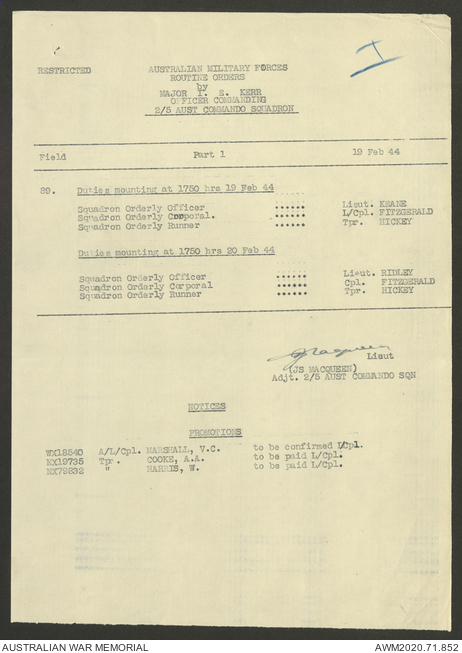 I
RESTRICTED AUSTRALIAN MILITARY FORCES
ROUTINE ORDERS
by
MAJOR I. E. KERR
OFFICER COMMANDING
2/5 AUST COMMANDO SQUADRON
Field Part 1 19 Feb 44
89. Duties mounting at 1750 hrs 19 Feb 44
Squadron Orderly Officer ...... Lieut. KEANE
Squadron Orderly Corporal. ...... L/Cpl. FITZGERALD
Squadron Orderly Runner ...... Tpr. HICKEY
Duties mounting at 1750 hrs 20 Feb 44
Squadron Orderly Officer ...... Lieut. RIDLEY
Squadron Orderly Corporal ...... Cpl. FITZGERALD
Squadron Orderly Runner ...... Tpr. HICKEY
JSMacqueen Lieut
(JS MACQUEEN)
Adjt. 2/5 AUST COMMANDO SQN
NOTICES
PROMOTIONS
WX18540 A/L/Cpl. MARSHALL, V.C. to be confirmed L/Cpl.
NX19735 Tpr. COOKE, A.A. to be paid L/Cpl.
NX79832 " HARRIS, W. to be paid L/Cpl.
AUSTRALIAN WAR MEMORIAL AWM2020.71.852